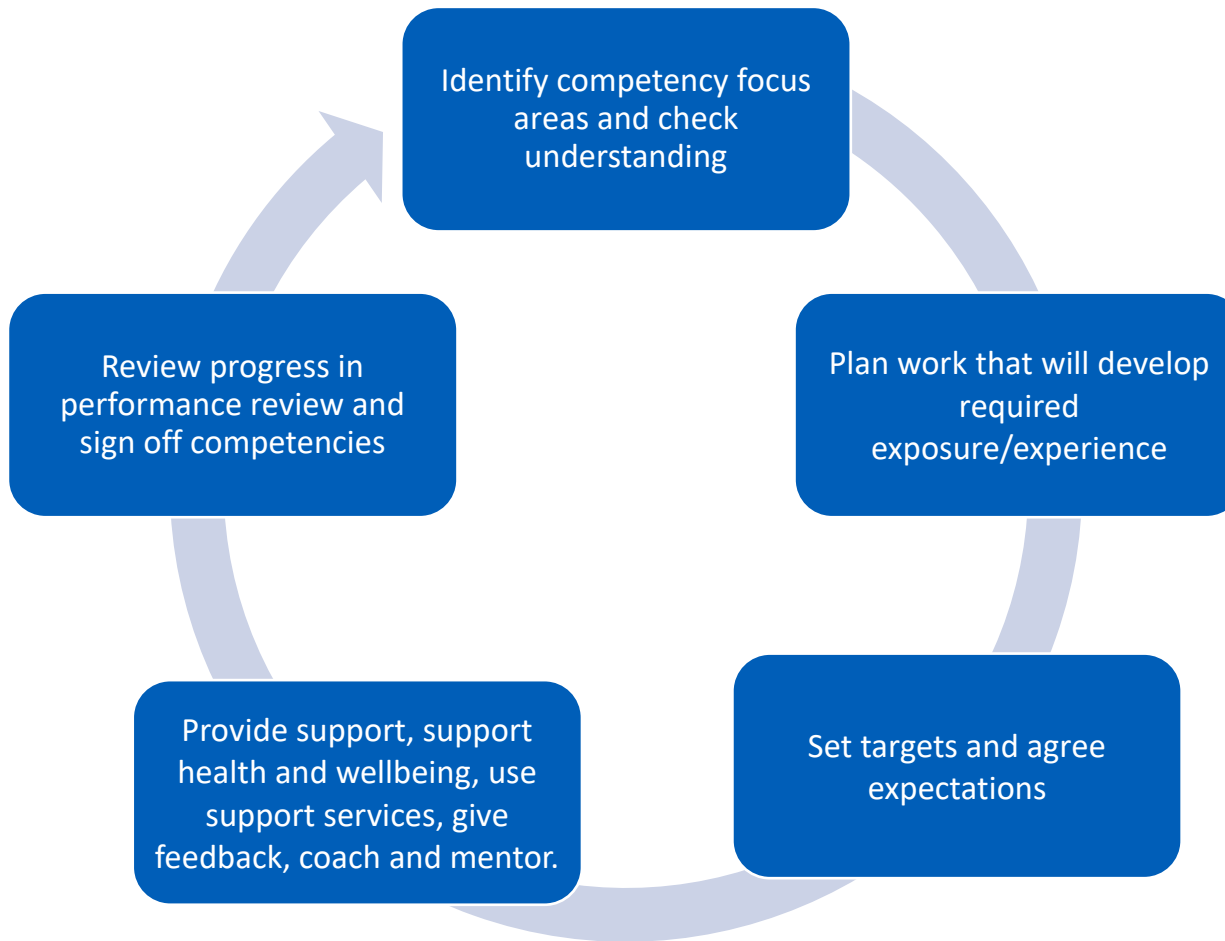 Identify competency focus
areas and check
understanding
Plan work that will develop
required
exposure/experience
Set targets and agree
expectations
Provide support, support
health and wellbeing, use
support services, give
feedback, coach and mentor.
Review progress in
performance review and
sign off competencies